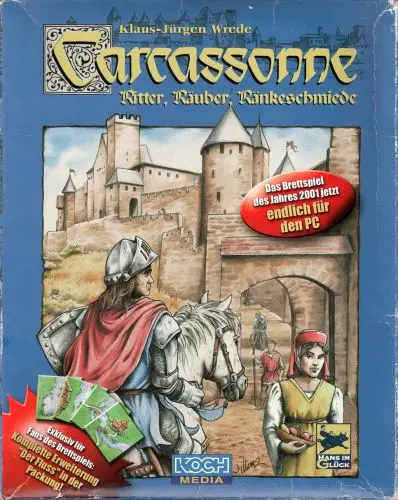 Klaus-Jürgen Wrede
Carcassonne
Ritter, Räuber, Ränkeschmiede
Das Brettspiel
des Jahres 2001 jetzt
endlich für
den PC
Exklusiv für
Fans des Brettspiels:
Komplette Erweiterung
"Der Fluss" in der
Packung!
KOCH
MEDIA
HANS IM
GLÜCK